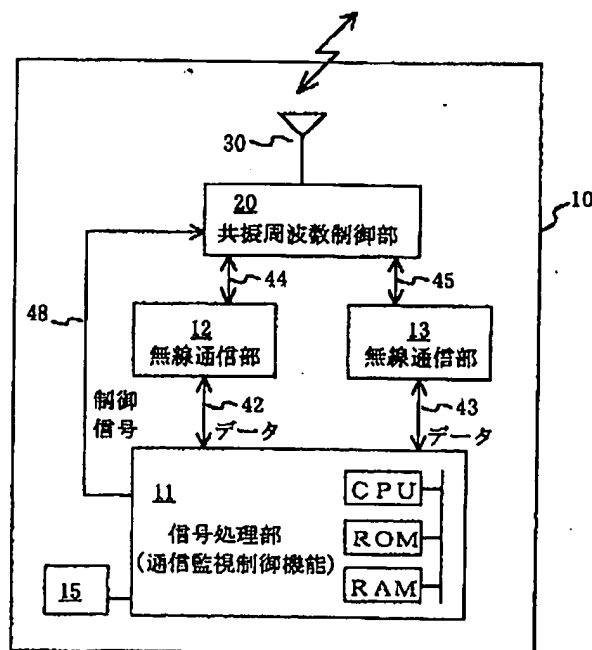 30
20
共振周波数制御部
10
44
45
48
12
無線通信部
13
無線通信部
制御
信号
42
データ
43
データ
11
信号処理部
(通信監視制御機能)
CPU
ROM
RAM
15